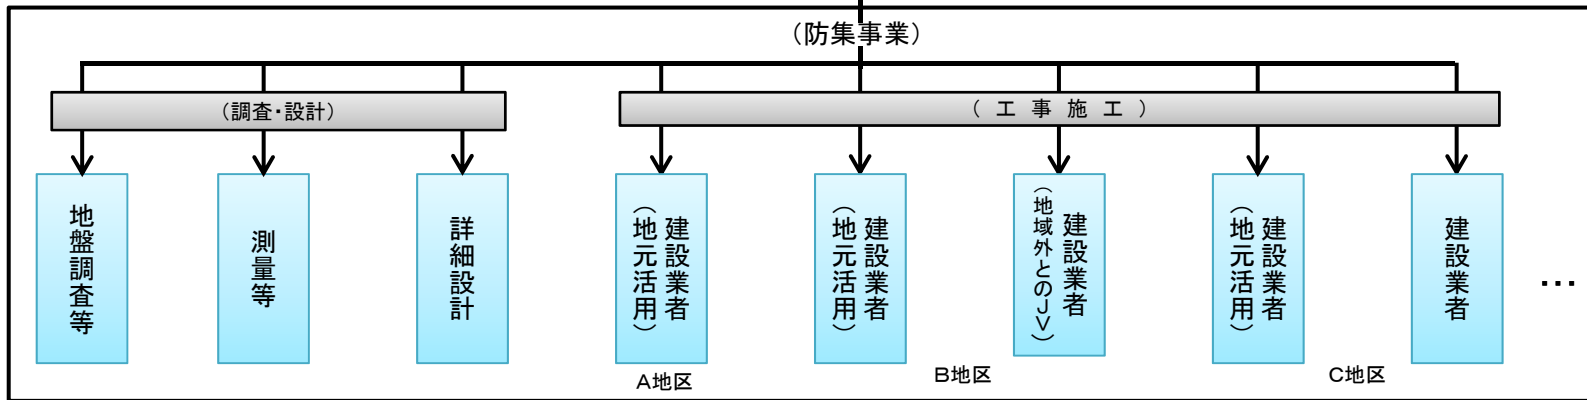 （防集事業）
（調査・設計）
（工事施工）
地盤調査等
測量等
詳細設計
建設業者
（地元活用）
建設業者
（地元活用）
建設業者
（地域外とのJV）
建設業者
（地元活用）
建設業者
…
A地区
B地区
C地区